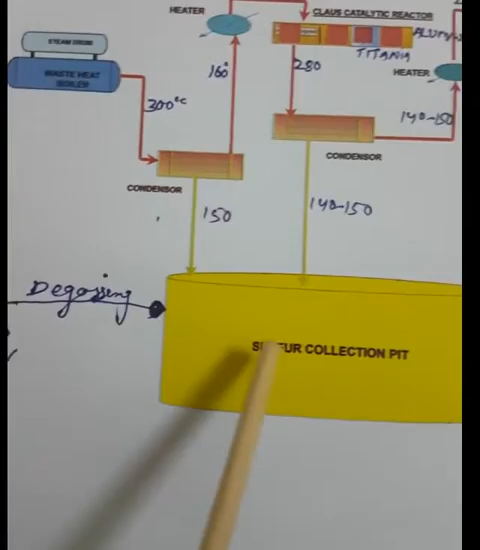 HEATER
CLAUS CATALYTIC REACTOR
STEAM DRUM
TITANIA
WASTE HEAT
BOILER
160°
280
HEATER
300°C
140-150
CONDENSOR
CONDENSOR
150
140-150
Degassing
SULFUR COLLECTION PIT